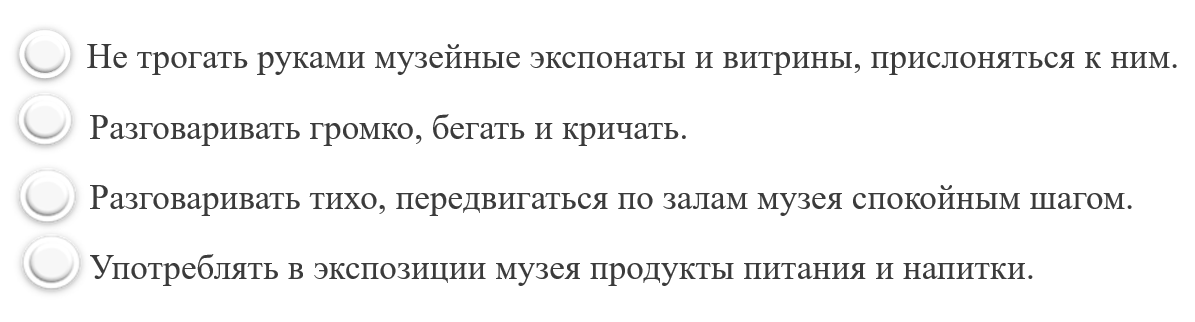 Не трогать руками музейные экспонаты и витрины, прислоняться к ним.
Разговаривать громко, бегать и кричать.
Разговаривать тихо, передвигаться по залам музея спокойным шагом.
Употреблять в экспозиции музея продукты питания и напитки.